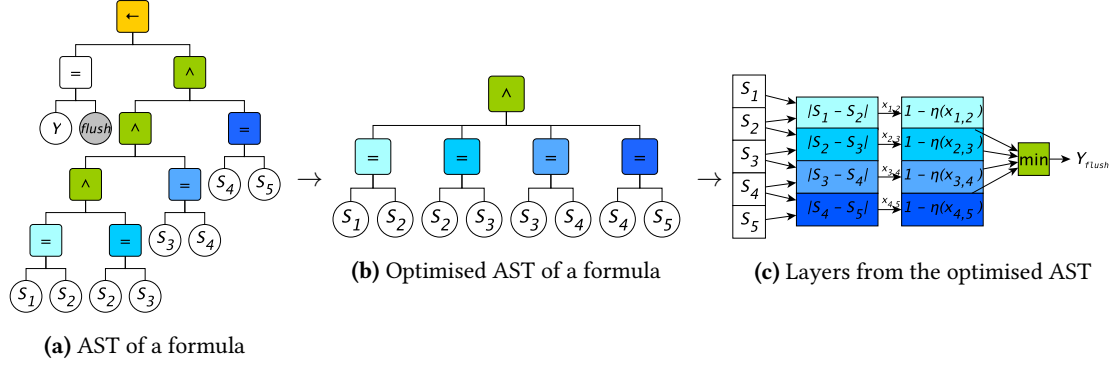 ←
= ∧
Y flush ∧ =
∧ = S4 S5
= = S3 S4
S1 S2 S2 S3
(a) AST of a formula
→
∧
= = = =
S1 S2 S2 S3 S3 S4 S4 S5
(b) Optimised AST of a formula
→
S1
S2
S3
S4
S5
|S1 − S2| x1,2 1 − η(x1,2)
|S2 − S3| x2,3 1 − η(x2,3)
|S3 − S4| x3,4 1 − η(x3,4)
|S4 − S5| x4,5 1 − η(x4,5)
min Yflush
(c) Layers from the optimised AST